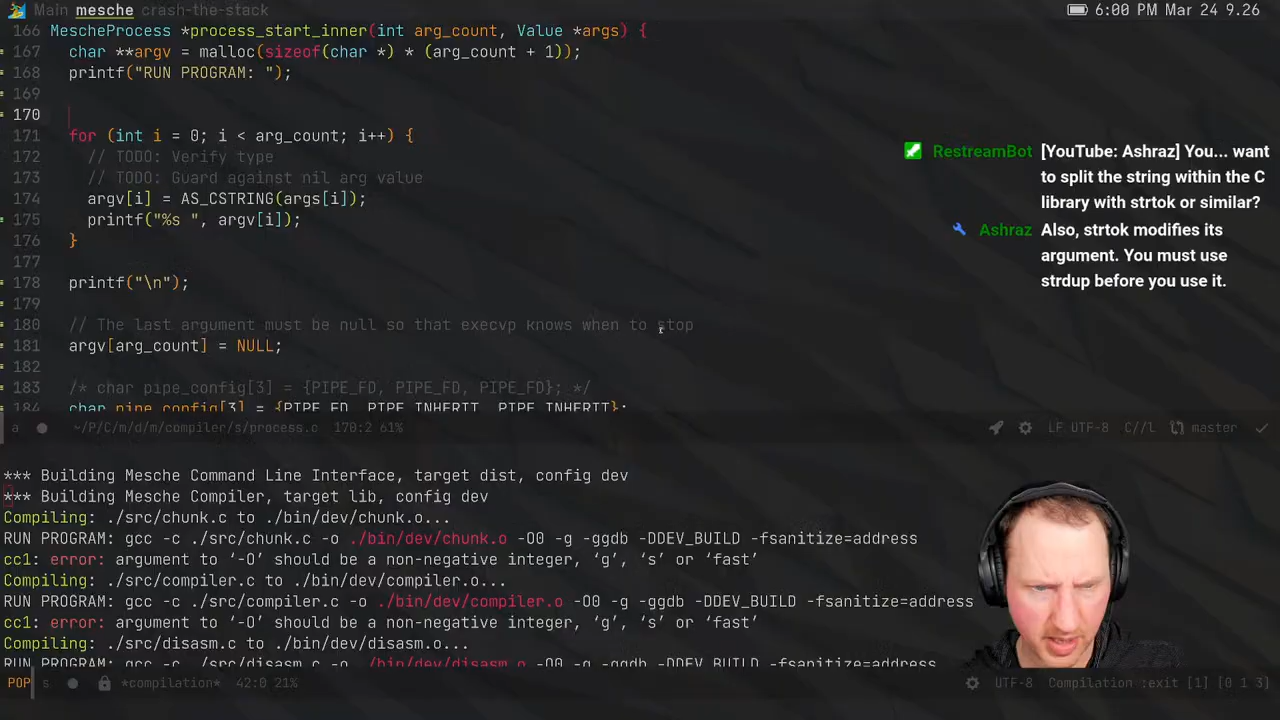 Main mesche crash-the-stack
6:00 PM Mar 24 9.26
166 MescheProcess *process_start_inner(int arg_count, Value *args) {
167 char **argv = malloc(sizeof(char *) * (arg_count + 1));
168 printf("RUN PROGRAM: ");
169
170
171 for (int i = 0; i < arg_count; i++) {
172 // TODO: Verify type
173 // TODO: Guard against nil arg value
174 argv[i] = AS_CSTRING(args[i]);
175 printf("%s ", argv[i]);
176 }
177
178 printf("\n");
179
180 // The last argument must be null so that execvp knows when to stop
181 argv[arg_count] = NULL;
182
183 /* char pipe_config[3] = {PIPE_FD, PIPE_FD, PIPE_FD}; */
184 char pipe_config[3] = {PIPE_FD, PIPE_INHERIT, PIPE_INHERIT};
RestreamBot [YouTube: Ashraz] You... want
to split the string within the C
library with strtok or similar?
Ashraz Also, strtok modifies its
argument. You must use
strdup before you use it.
a ~/P/C/m/d/m/compiler/s/process.c 170:2 61% LF UTF-8 C//L master
*** Building Mesche Command Line Interface, target dist, config dev
*** Building Mesche Compiler, target lib, config dev
Compiling: ./src/chunk.c to ./bin/dev/chunk.o...
RUN PROGRAM: gcc -c ./src/chunk.c -o ./bin/dev/chunk.o -O0 -g -ggdb -DDEV_BUILD -fsanitize=address
cc1: error: argument to ‘-O’ should be a non-negative integer, ‘g’, ‘s’ or ‘fast’
Compiling: ./src/compiler.c to ./bin/dev/compiler.o...
RUN PROGRAM: gcc -c ./src/compiler.c -o ./bin/dev/compiler.o -O0 -g -ggdb -DDEV_BUILD -fsanitize=address
cc1: error: argument to ‘-O’ should be a non-negative integer, ‘g’, ‘s’ or ‘fast’
Compiling: ./src/disasm.c to ./bin/dev/disasm.o...
RUN PROGRAM: gcc -c ./src/disasm.c -o ./bin/dev/disasm.o -O0 -g -ggdb -DDEV_BUILD -fsanitize=address
POP s *compilation* 42:0 21% UTF-8 Compilation :exit [1] [0 1 3]